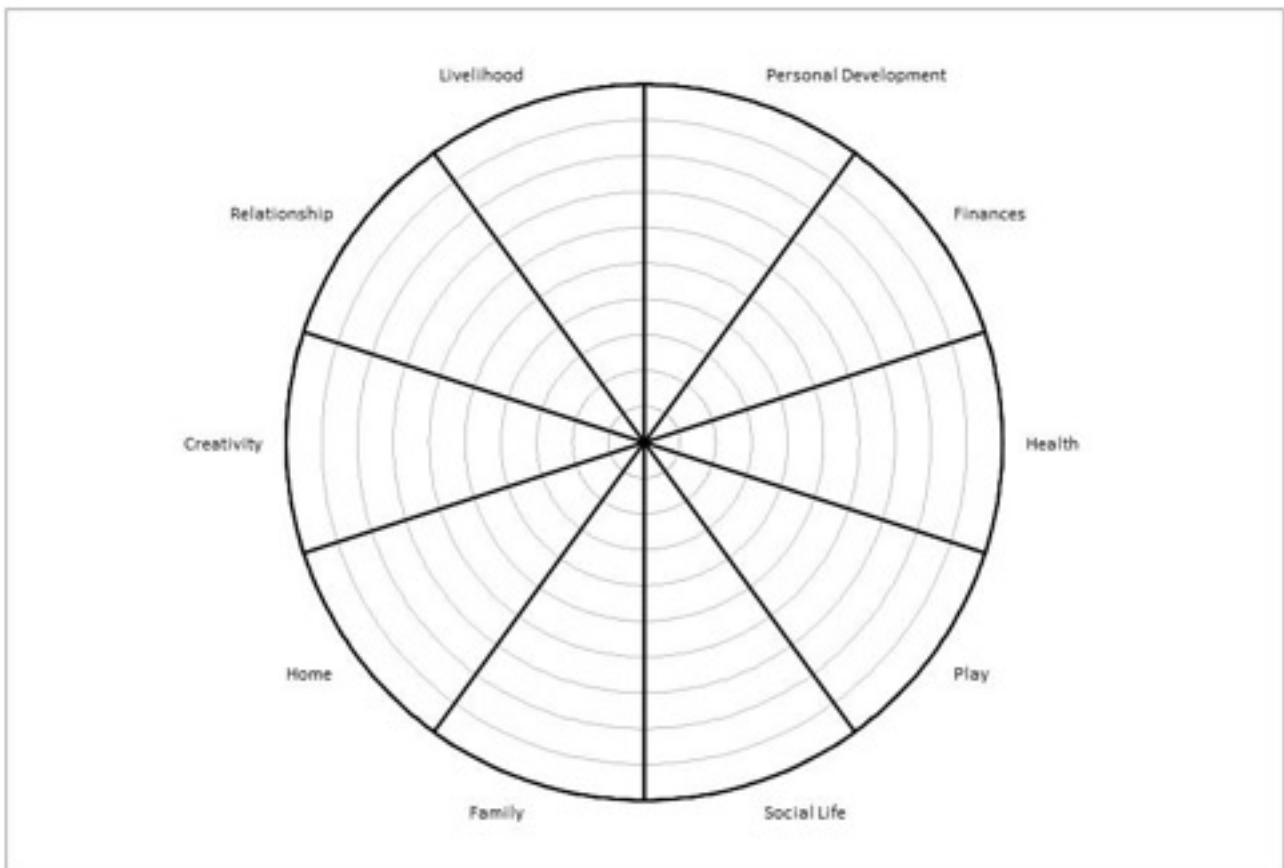 Livelihood
Personal Development
Relationship
Finances
Creativity
Health
Home
Play
Family
Social Life